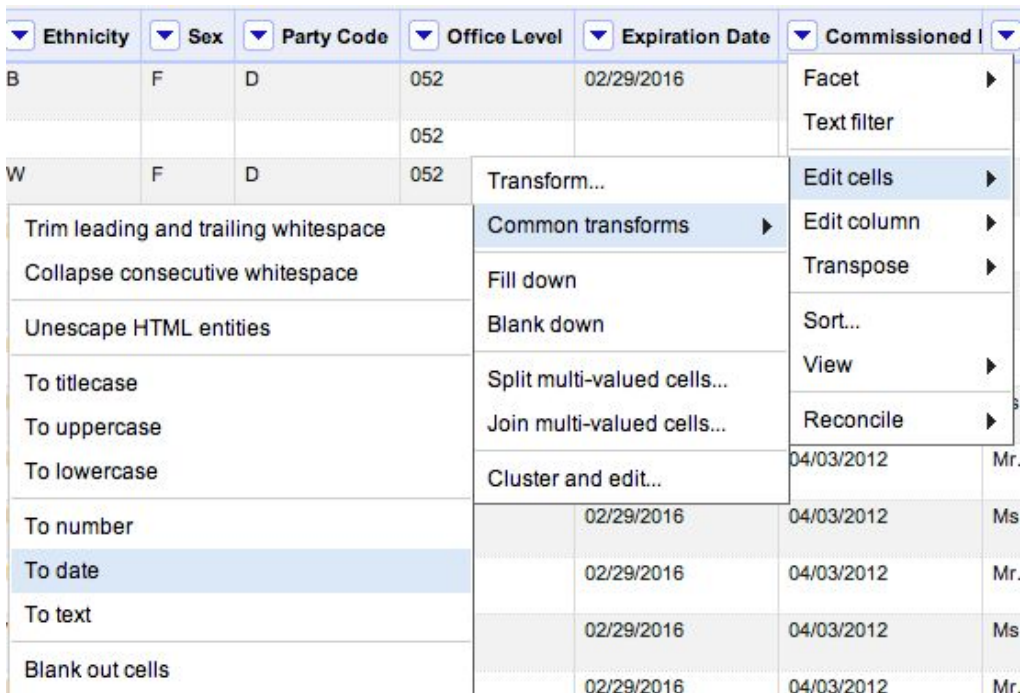 Ethnicity Sex Party Code Office Level Expiration Date Commissioned
B F D 052 02/29/2016
052
W F D 052
Facet
Text filter
Edit cells
Edit column
Transpose
Sort...
View
Reconcile
Transform...
Common transforms
Fill down
Blank down
Split multi-valued cells...
Join multi-valued cells...
Cluster and edit...
Trim leading and trailing whitespace
Collapse consecutive whitespace
Unescape HTML entities
To titlecase
To uppercase
To lowercase
To number
To date
To text
Blank out cells
04/03/2012 Mr.
02/29/2016 04/03/2012 Ms
02/29/2016 04/03/2012 Mr.
02/29/2016 04/03/2012 Ms
02/29/2016 04/03/2012 Mr.